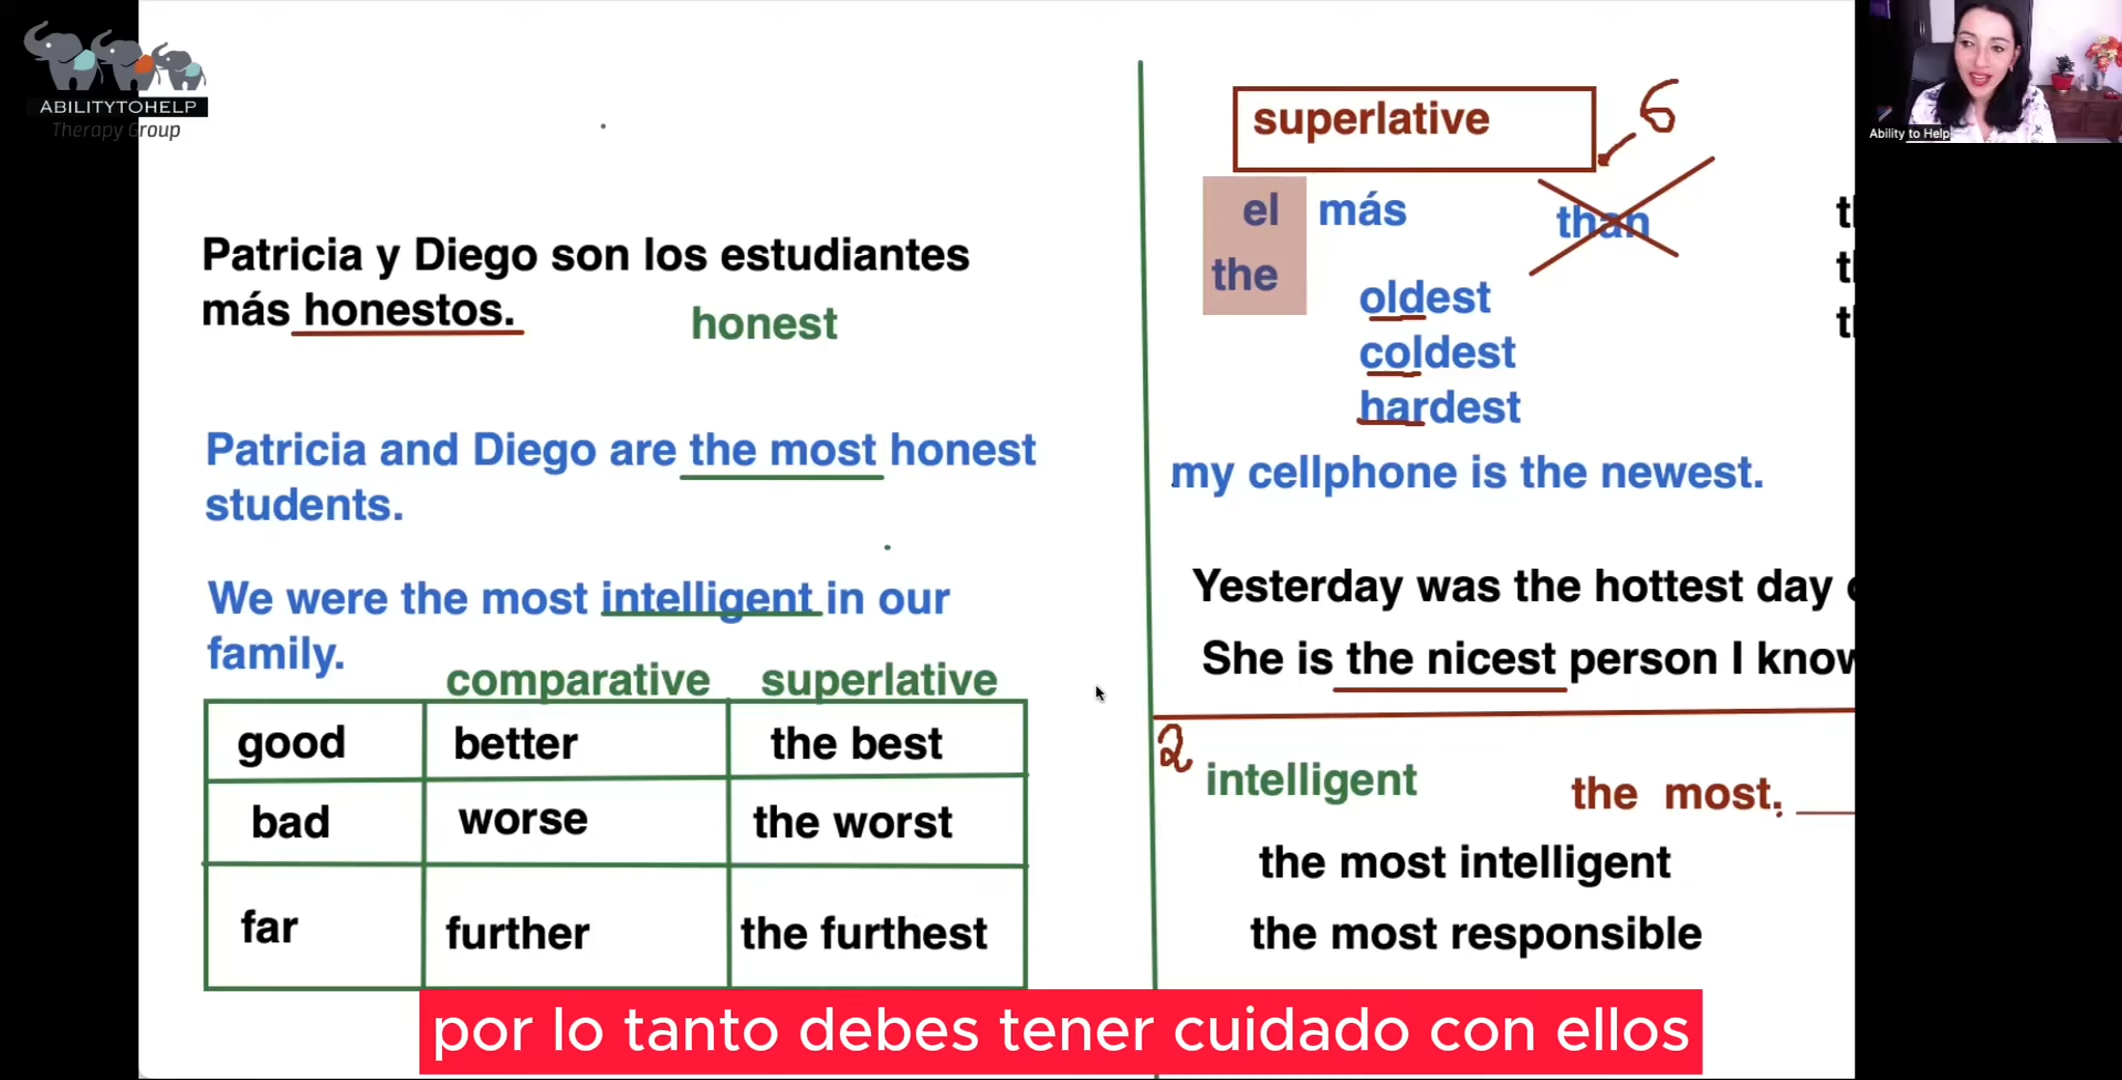 ABILITYTOHELP
Therapy Group
Patricia y Diego son los estudiantes
más honestos.
honest
Patricia and Diego are the most honest
students.
We were the most intelligent in our
family.
comparative superlative
good better the best
bad worse the worst
far further the furthest
superlative 6
el más than
the
oldest
coldest
hardest
my cellphone is the newest.
Yesterday was the hottest day
She is the nicest person I know
2
intelligent the most.
the most intelligent
the most responsible
Ability to Help
por lo tanto debes tener cuidado con ellos